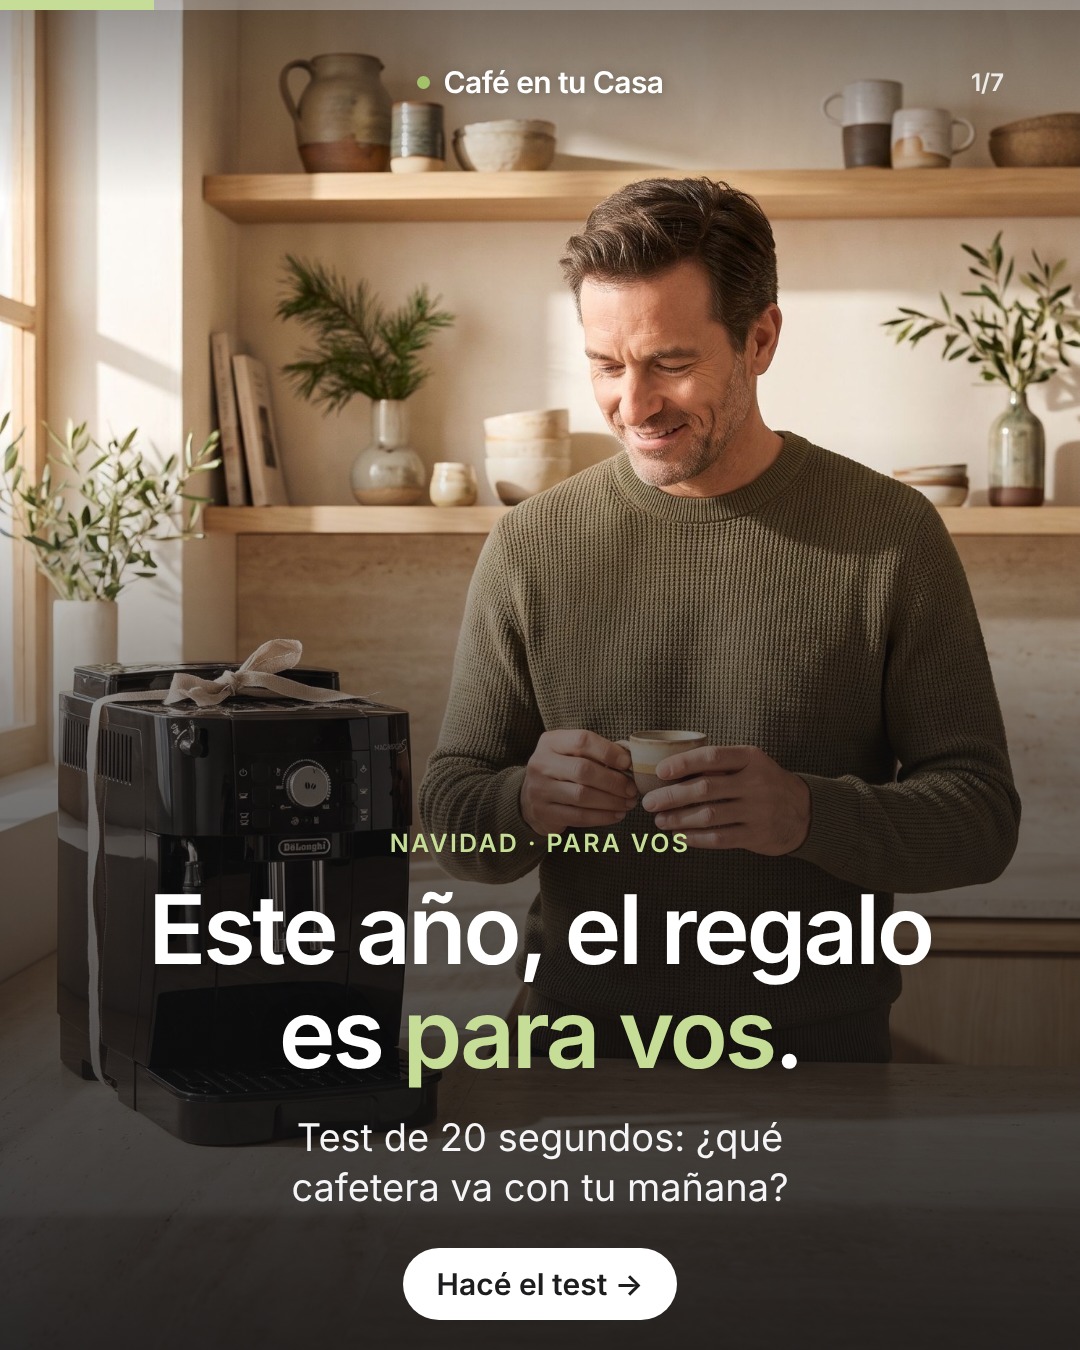 Café en tu Casa
1/7
DeLonghi
NAVIDAD · PARA VOS
Este año, el regalo
es para vos.
Test de 20 segundos: ¿qué
cafetera va con tu mañana?
Hacé el test →